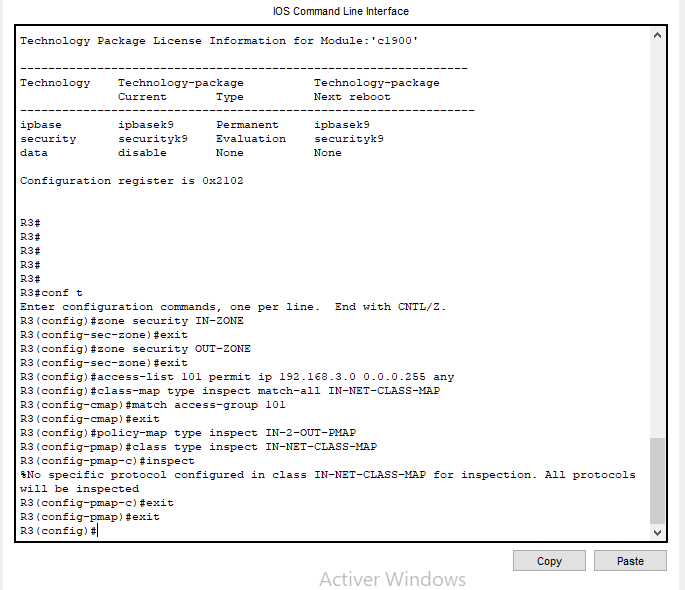 IOS Command Line Interface
Technology Package License Information for Module:'c1900'
----------------------------------------------------------------
Technology    Technology-package          Technology-package
              Current       Type          Next reboot
-----------------------------------------------------------------
ipbase        ipbasek9      Permanent     ipbasek9
security      securityk9    Evaluation    securityk9
data          disable       None          None
Configuration register is 0x2102
R3#
R3#
R3#
R3#
R3#
R3#conf t
Enter configuration commands, one per line.  End with CNTL/Z.
R3(config)#zone security IN-ZONE
R3(config-sec-zone)#exit
R3(config)#zone security OUT-ZONE
R3(config-sec-zone)#exit
R3(config)#access-list 101 permit ip 192.168.3.0 0.0.0.255 any
R3(config)#class-map type inspect match-all IN-NET-CLASS-MAP
R3(config-cmap)#match access-group 101
R3(config-cmap)#exit
R3(config)#policy-map type inspect IN-2-OUT-PMAP
R3(config-pmap)#class type inspect IN-NET-CLASS-MAP
R3(config-pmap-c)#inspect
%No specific protocol configured in class IN-NET-CLASS-MAP for inspection. All protocols
will be inspected
R3(config-pmap-c)#exit
R3(config-pmap)#exit
R3(config)#
Copy Paste
Activer Windows